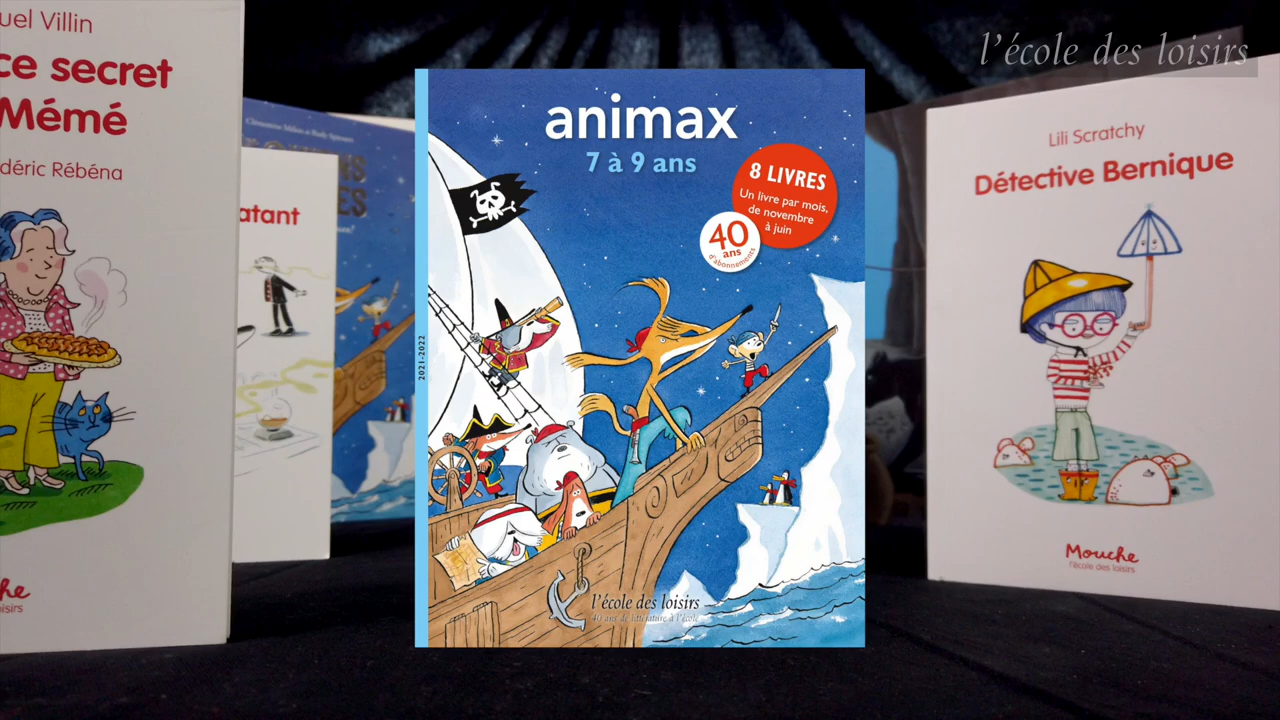 l'école des loisirs
uel Villin
ce secret
Mémé
déric Rébéna
he
loisirs
atant
animax
7 à 9 ans
8 LIVRES
Un livre par mois,
de novembre
à juin
40
ans
d'abonnements
2021-2022
l'école des loisirs
40 ans de littérature à l'école
Lili Scratchy
Détective Bernique
Mouche
l'école des loisirs